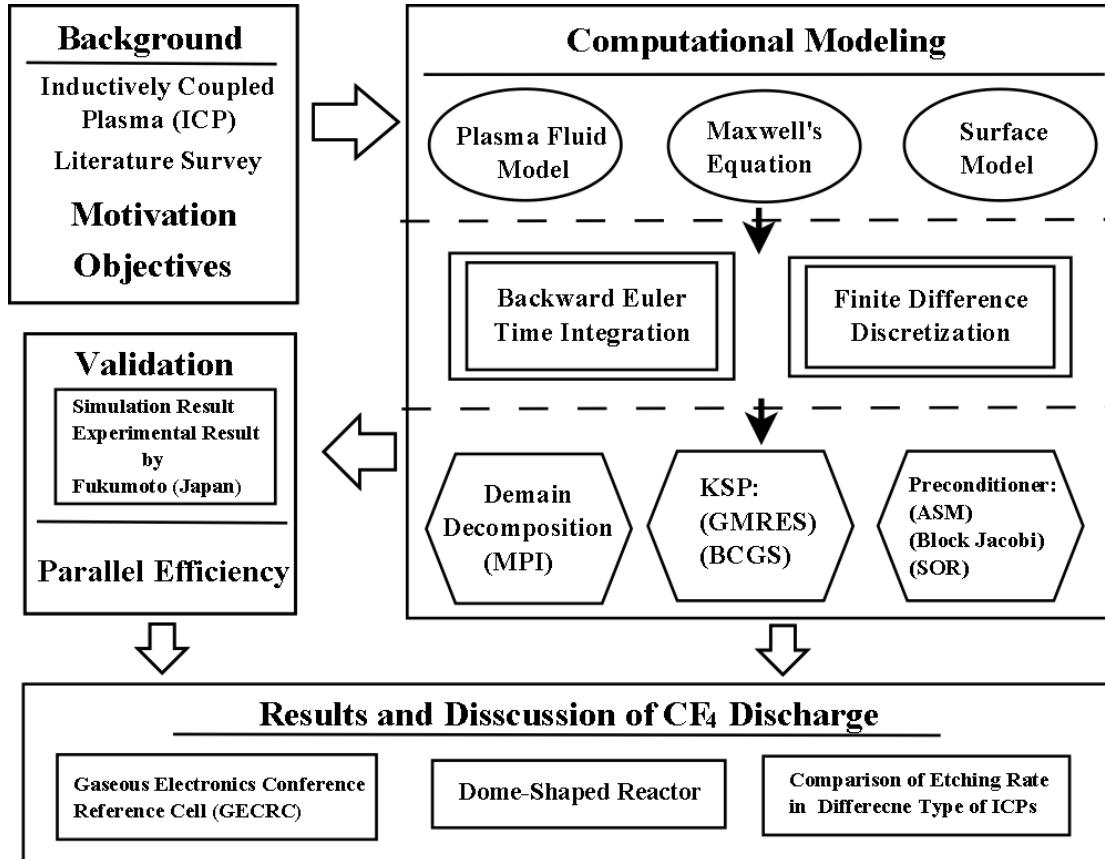 Background
Inductively Coupled
Plasma (ICP)
Literature Survey
Motivation
Objectives
Computational Modeling
Plasma Fluid
Model
Maxwell's
Equation
Surface
Model
Backward Euler
Time Integration
Finite Difference
Discretization
Demain
Decomposition
(MPI)
KSP:
(GMRES)
(BCGS)
Preconditioner:
(ASM)
(Block Jacobi)
(SOR)
Validation
Simulation Result
Experimental Result
by
Fukumoto (Japan)
Parallel Efficiency
Results and Disscussion of CF₄ Discharge
Gaseous Electronics Conference
Reference Cell (GECRC)
Dome-Shaped Reactor
Comparison of Etching Rate
in Differecne Type of ICPs